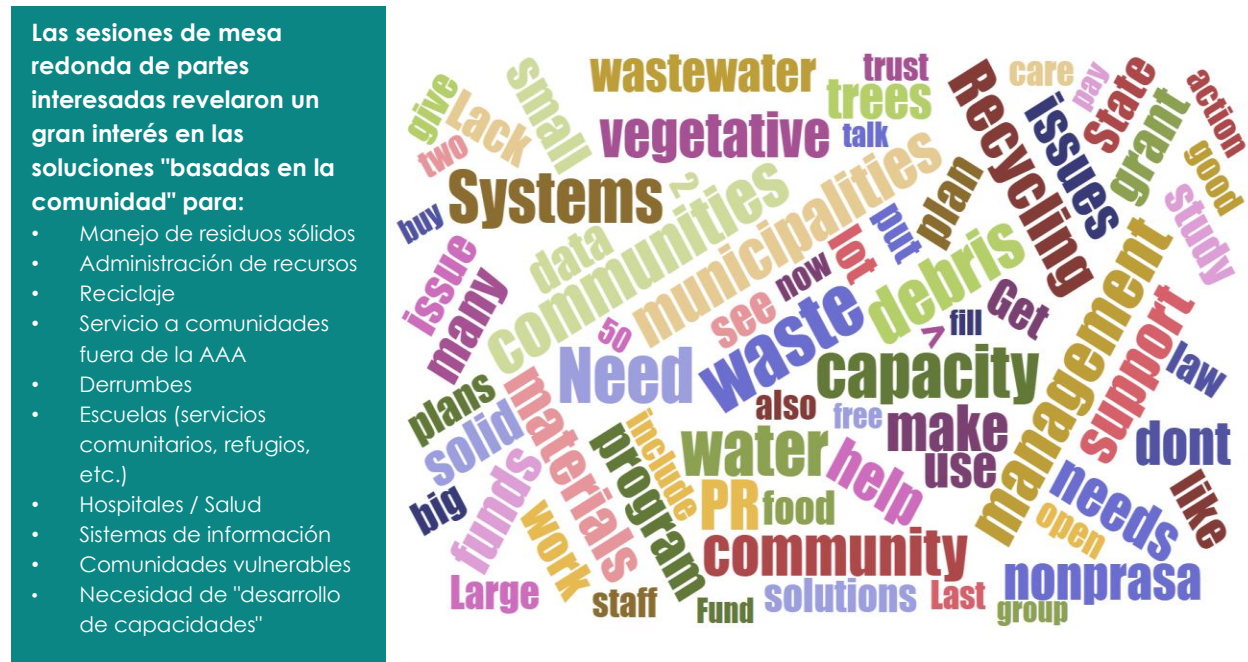 Las sesiones de mesa
redonda de partes
interesadas revelaron un
gran interés en las
soluciones "basadas en la
comunidad" para:
• Manejo de residuos sólidos
• Administración de recursos
• Reciclaje
• Servicio a comunidades
fuera de la AAA
• Derrumbes
• Escuelas (servicios
comunitarios, refugios,
etc.)
• Hospitales / Salud
• Sistemas de información
• Comunidades vulnerables
• Necesidad de "desarrollo
de capacidades"
give
Lack
two
small
wastewater
trust
trees
vegetative
talk
care
pay
State
action
Recycling
issues
grant
good
study
buy
Systems
2
communities
municipalities
data
plan
put
lot
now
see
issue
many
50
waste
debris
>
fill
Get
management
support
law
Need
capacity
plans
solid
materials
also
free
make
use
dont
include
program
water
help
needs
like
big
funds
work
PR
food
open
community
nonprasa
Large
staff
Fund
solutions
Last
group